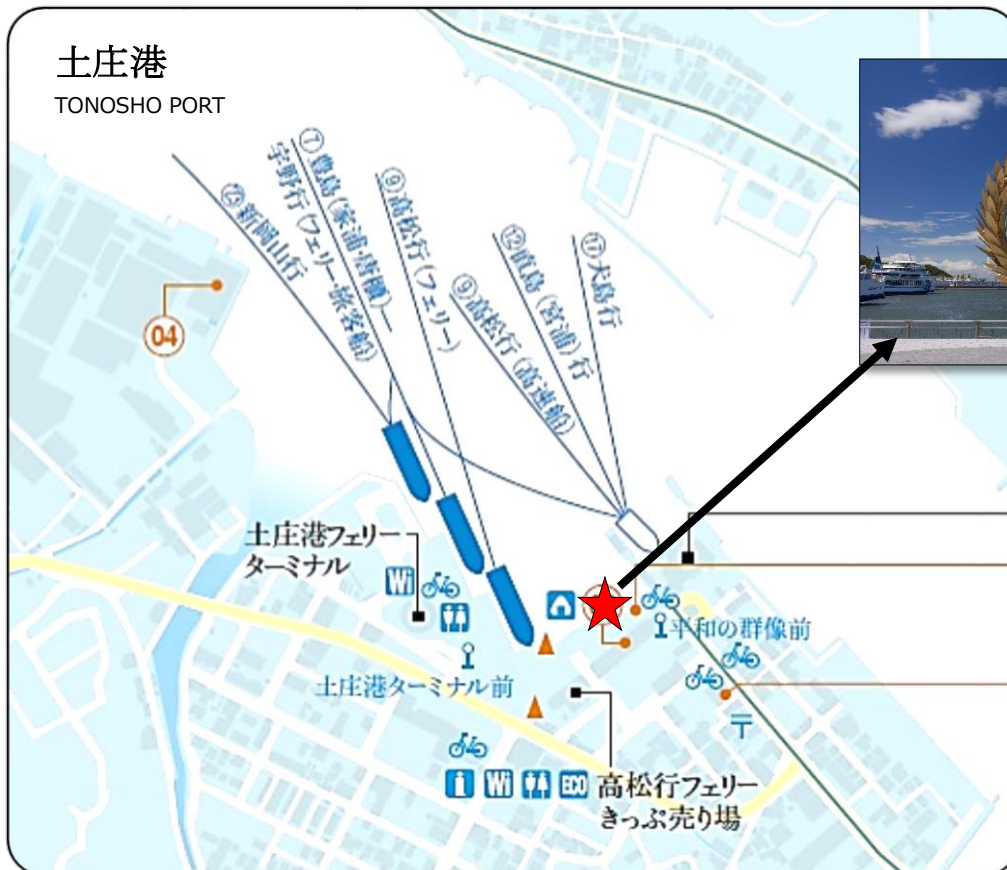 土庄港
TONOSHO PORT
⑦豊島(家浦・唐櫃)―
宇野行(フェリー・旅客船)
⑨高松行(フェリー)
新岡山行
⑨高松行(高速船)
⑫直島(宮浦)行
⑰犬島行
04
土庄港フェリー
ターミナル
Wi
平和の群像前
土庄港ターミナル前
i
Wi
ECO
高松行フェリー
きっぷ売り場